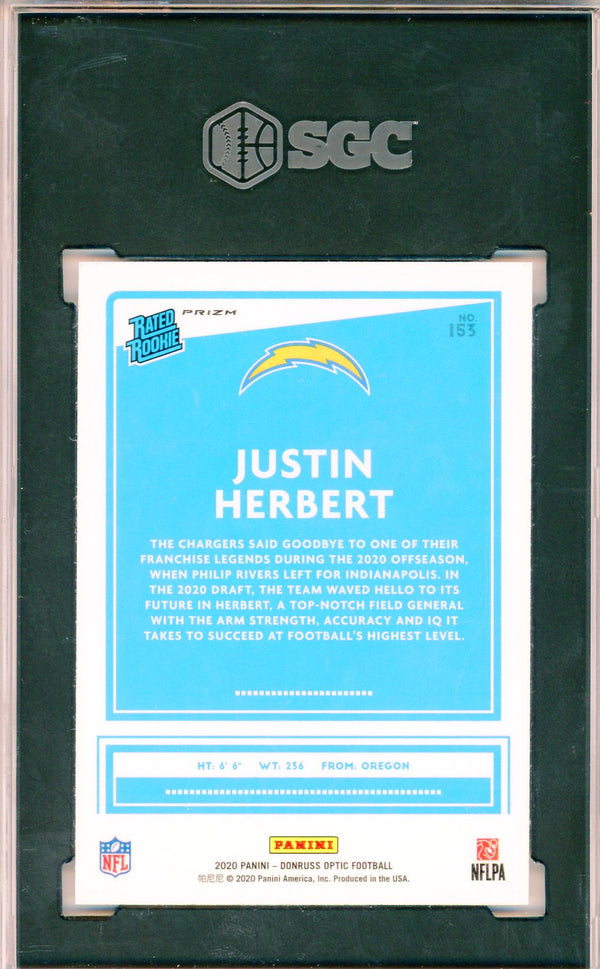 SGC
RATED
ROOKIE
PRIZM
NO.
153
JUSTIN
HERBERT
THE CHARGERS SAID GOODBYE TO ONE OF THEIR
FRANCHISE LEGENDS DURING THE 2020 OFFSEASON,
WHEN PHILIP RIVERS LEFT FOR INDIANAPOLIS. IN
THE 2020 DRAFT, THE TEAM WAVED HELLO TO ITS
FUTURE IN HERBERT, A TOP-NOTCH FIELD GENERAL
WITH THE ARM STRENGTH, ACCURACY AND IQ IT
TAKES TO SUCCEED AT FOOTBALL'S HIGHEST LEVEL.
HT: 6' 6" WT: 236 FROM: OREGON
NFL
PANINI
2020 PANINI – DONRUSS OPTIC FOOTBALL
帕尼尼 © 2020 Panini America, Inc. Produced in the USA.
NFLPA